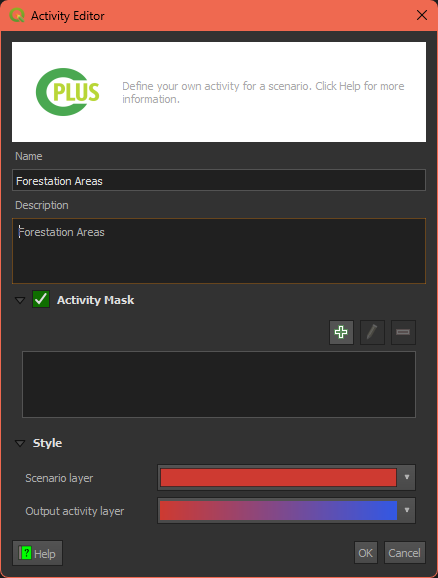 Activity Editor
CPLUS
Define your own activity for a scenario. Click Help for more
information.
Name
Forestation Areas
Description
Forestation Areas
Activity Mask
Style
Scenario layer
Output activity layer
? Help
OK
Cancel